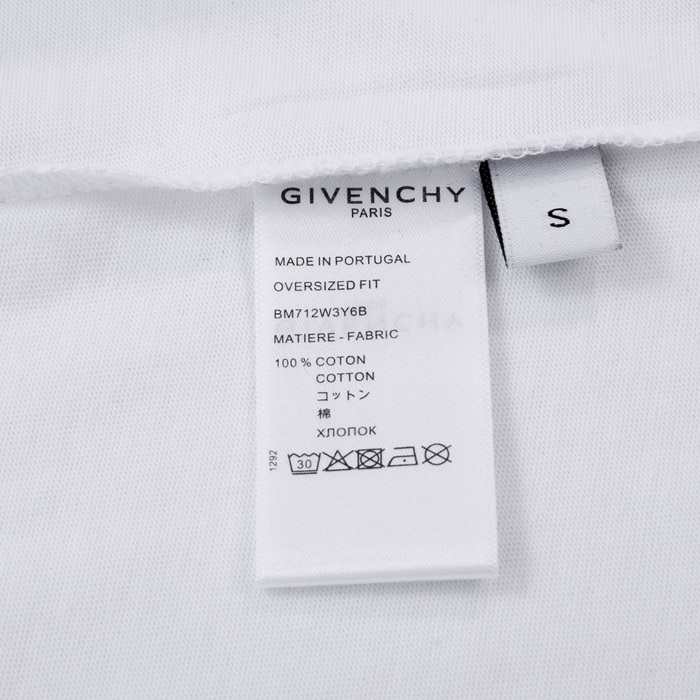 GIVENCHY
PARIS
S
MADE IN PORTUGAL
OVERSIZED FIT
BM712W3Y6B
MATIERE - FABRIC
100 % COTON
COTTON
コットン
棉
ХЛОПОК
1292
30